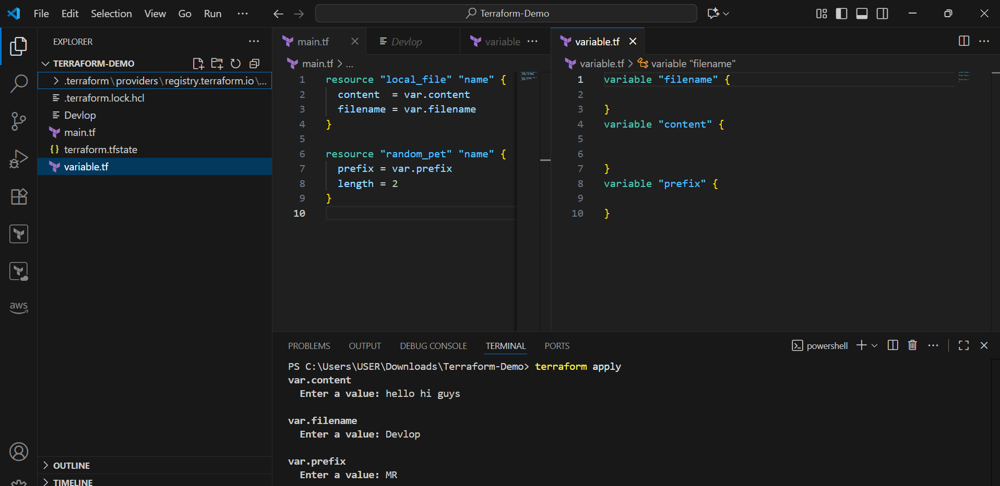 File Edit Selection View Go Run ···
Terraform-Demo
EXPLORER ···
TERRAFORM-DEMO
.terraform\providers\registry.terraform.io\...
.terraform.lock.hcl
Devlop
main.tf
{} terraform.tfstate
variable.tf
aws
OUTLINE
TIMELINE
main.tf
Devlop
variable ···
main.tf > ...
1 resource "local_file" "name" {
2 content  = var.content
3 filename = var.filename
4 }
5
6 resource "random_pet" "name" {
7 prefix = var.prefix
8 length = 2
9 }
10
variable.tf
variable.tf > variable "filename"
1 variable "filename" {
2
3 }
4 variable "content" {
5
6
7 }
8 variable "prefix" {
9
10 }
PROBLEMS OUTPUT DEBUG CONSOLE TERMINAL PORTS
powershell
PS C:\Users\USER\Downloads\Terraform-Demo> terraform apply
var.content
Enter a value: hello hi guys
var.filename
Enter a value: Devlop
var.prefix
Enter a value: MR